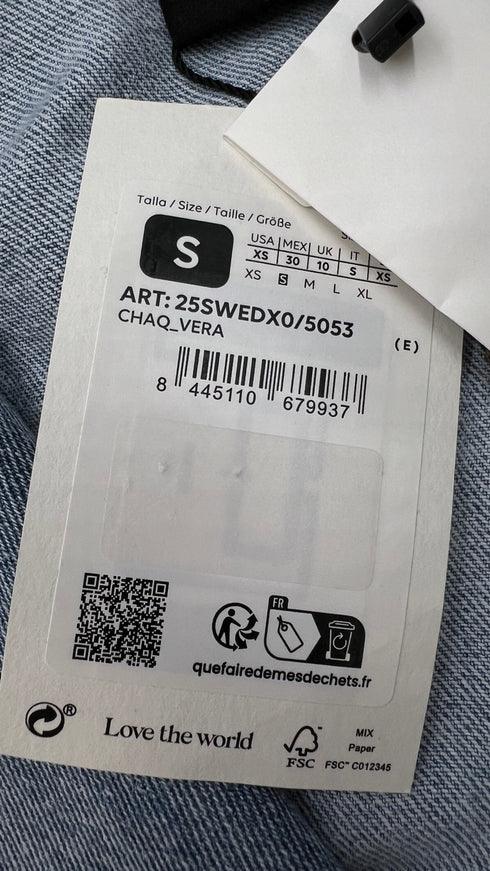 Talla / Size / Taille / Größe
S
USA MEX UK IT
XS 30 10 S XS
XS S M L XL
ART: 25SWEDX0/5053
CHAQ_VERA
(E)
8 445110 679937
FR
quefairedemesdechets.fr
®
Love the world
FSC
MIX
Paper
FSC™ C012345